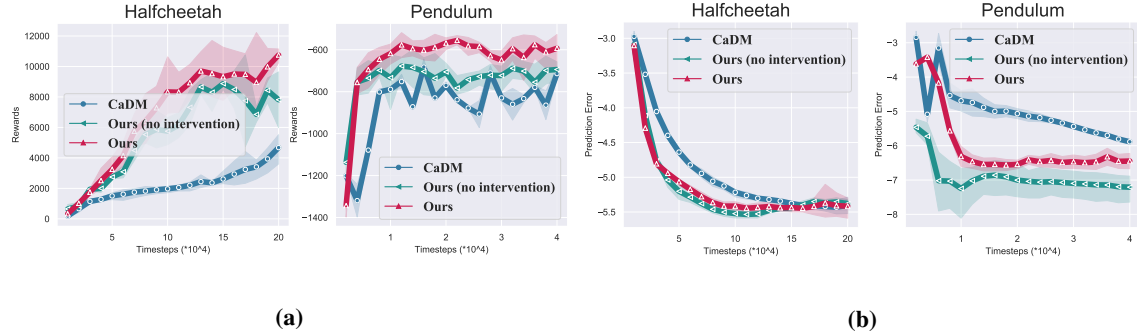 Halfcheetah
12000
10000
8000
6000
4000
2000
0
Rewards
CaDM
Ours (no intervention)
Ours
5
10
15
20
Timesteps (*10^4)
Pendulum
−600
−800
−1000
−1200
−1400
Rewards
CaDM
Ours (no intervention)
Ours
1
2
3
4
Timesteps (*10^4)
(a)
Halfcheetah
−3.0
−3.5
−4.0
−4.5
−5.0
−5.5
Prediction Error
CaDM
Ours (no intervention)
Ours
5
10
15
20
Timesteps (*10^4)
Pendulum
−3
−4
−5
−6
−7
−8
Prediction Error
CaDM
Ours (no intervention)
Ours
1
2
3
4
Timesteps (*10^4)
(b)